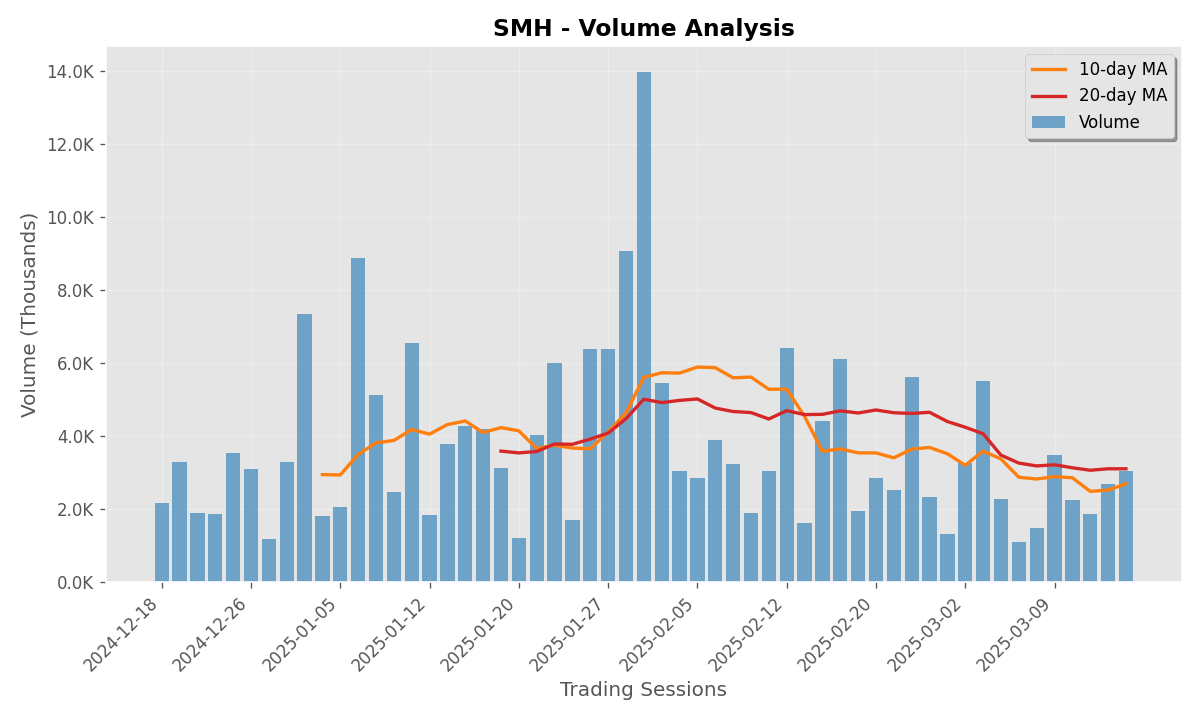 SMH - Volume Analysis
10-day MA
20-day MA
Volume
Volume (Thousands)
14.0K
12.0K
10.0K
8.0K
6.0K
4.0K
2.0K
0.0K
2024-12-18
2024-12-26
2025-01-05
2025-01-12
2025-01-20
2025-01-27
2025-02-05
2025-02-12
2025-02-20
2025-03-02
2025-03-09
Trading Sessions